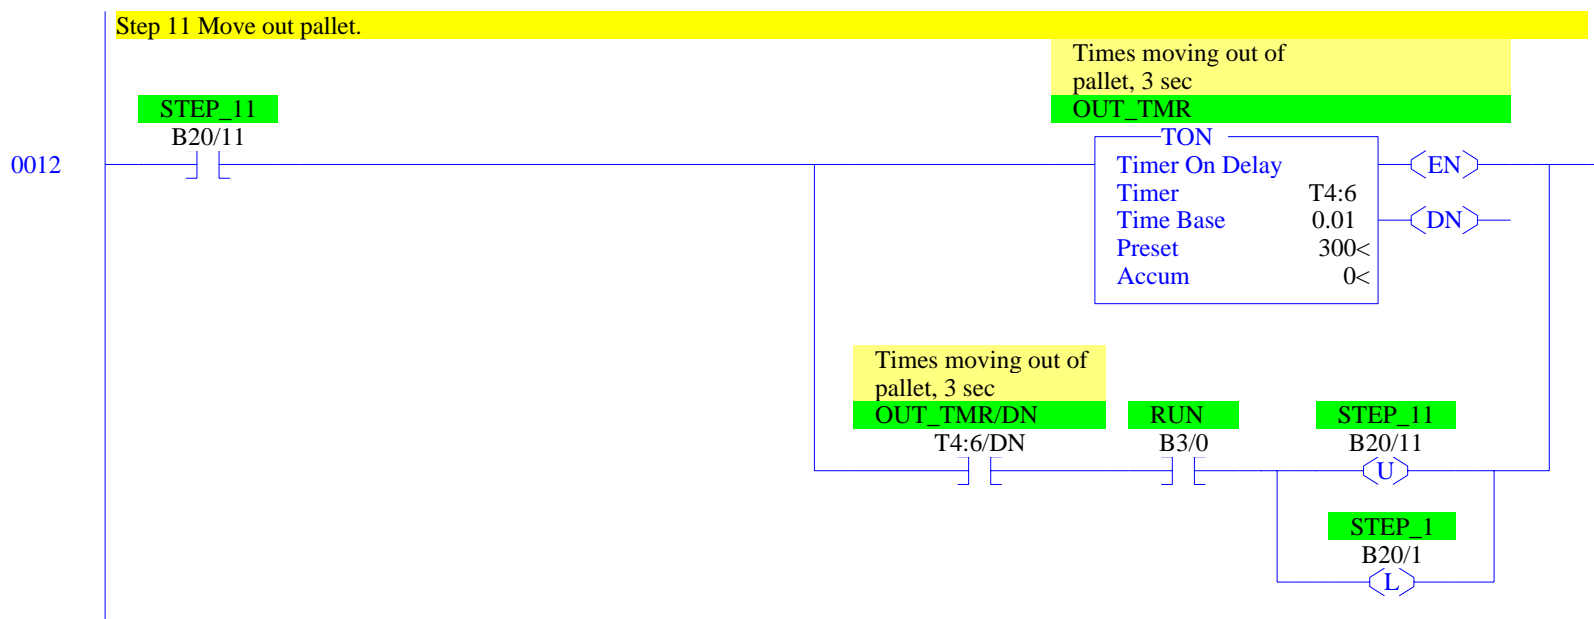 Step 11 Move out pallet.
Times moving out of
pallet, 3 sec
STEP_11
OUT_TMR
B20/11
TON
0012
Timer On Delay
EN
Timer T4:6
Time Base 0.01
DN
Preset 300<
Accum 0<
Times moving out of
pallet, 3 sec
OUT_TMR/DN RUN STEP_11
T4:6/DN B3/0 B20/11
U
STEP_1
B20/1
L